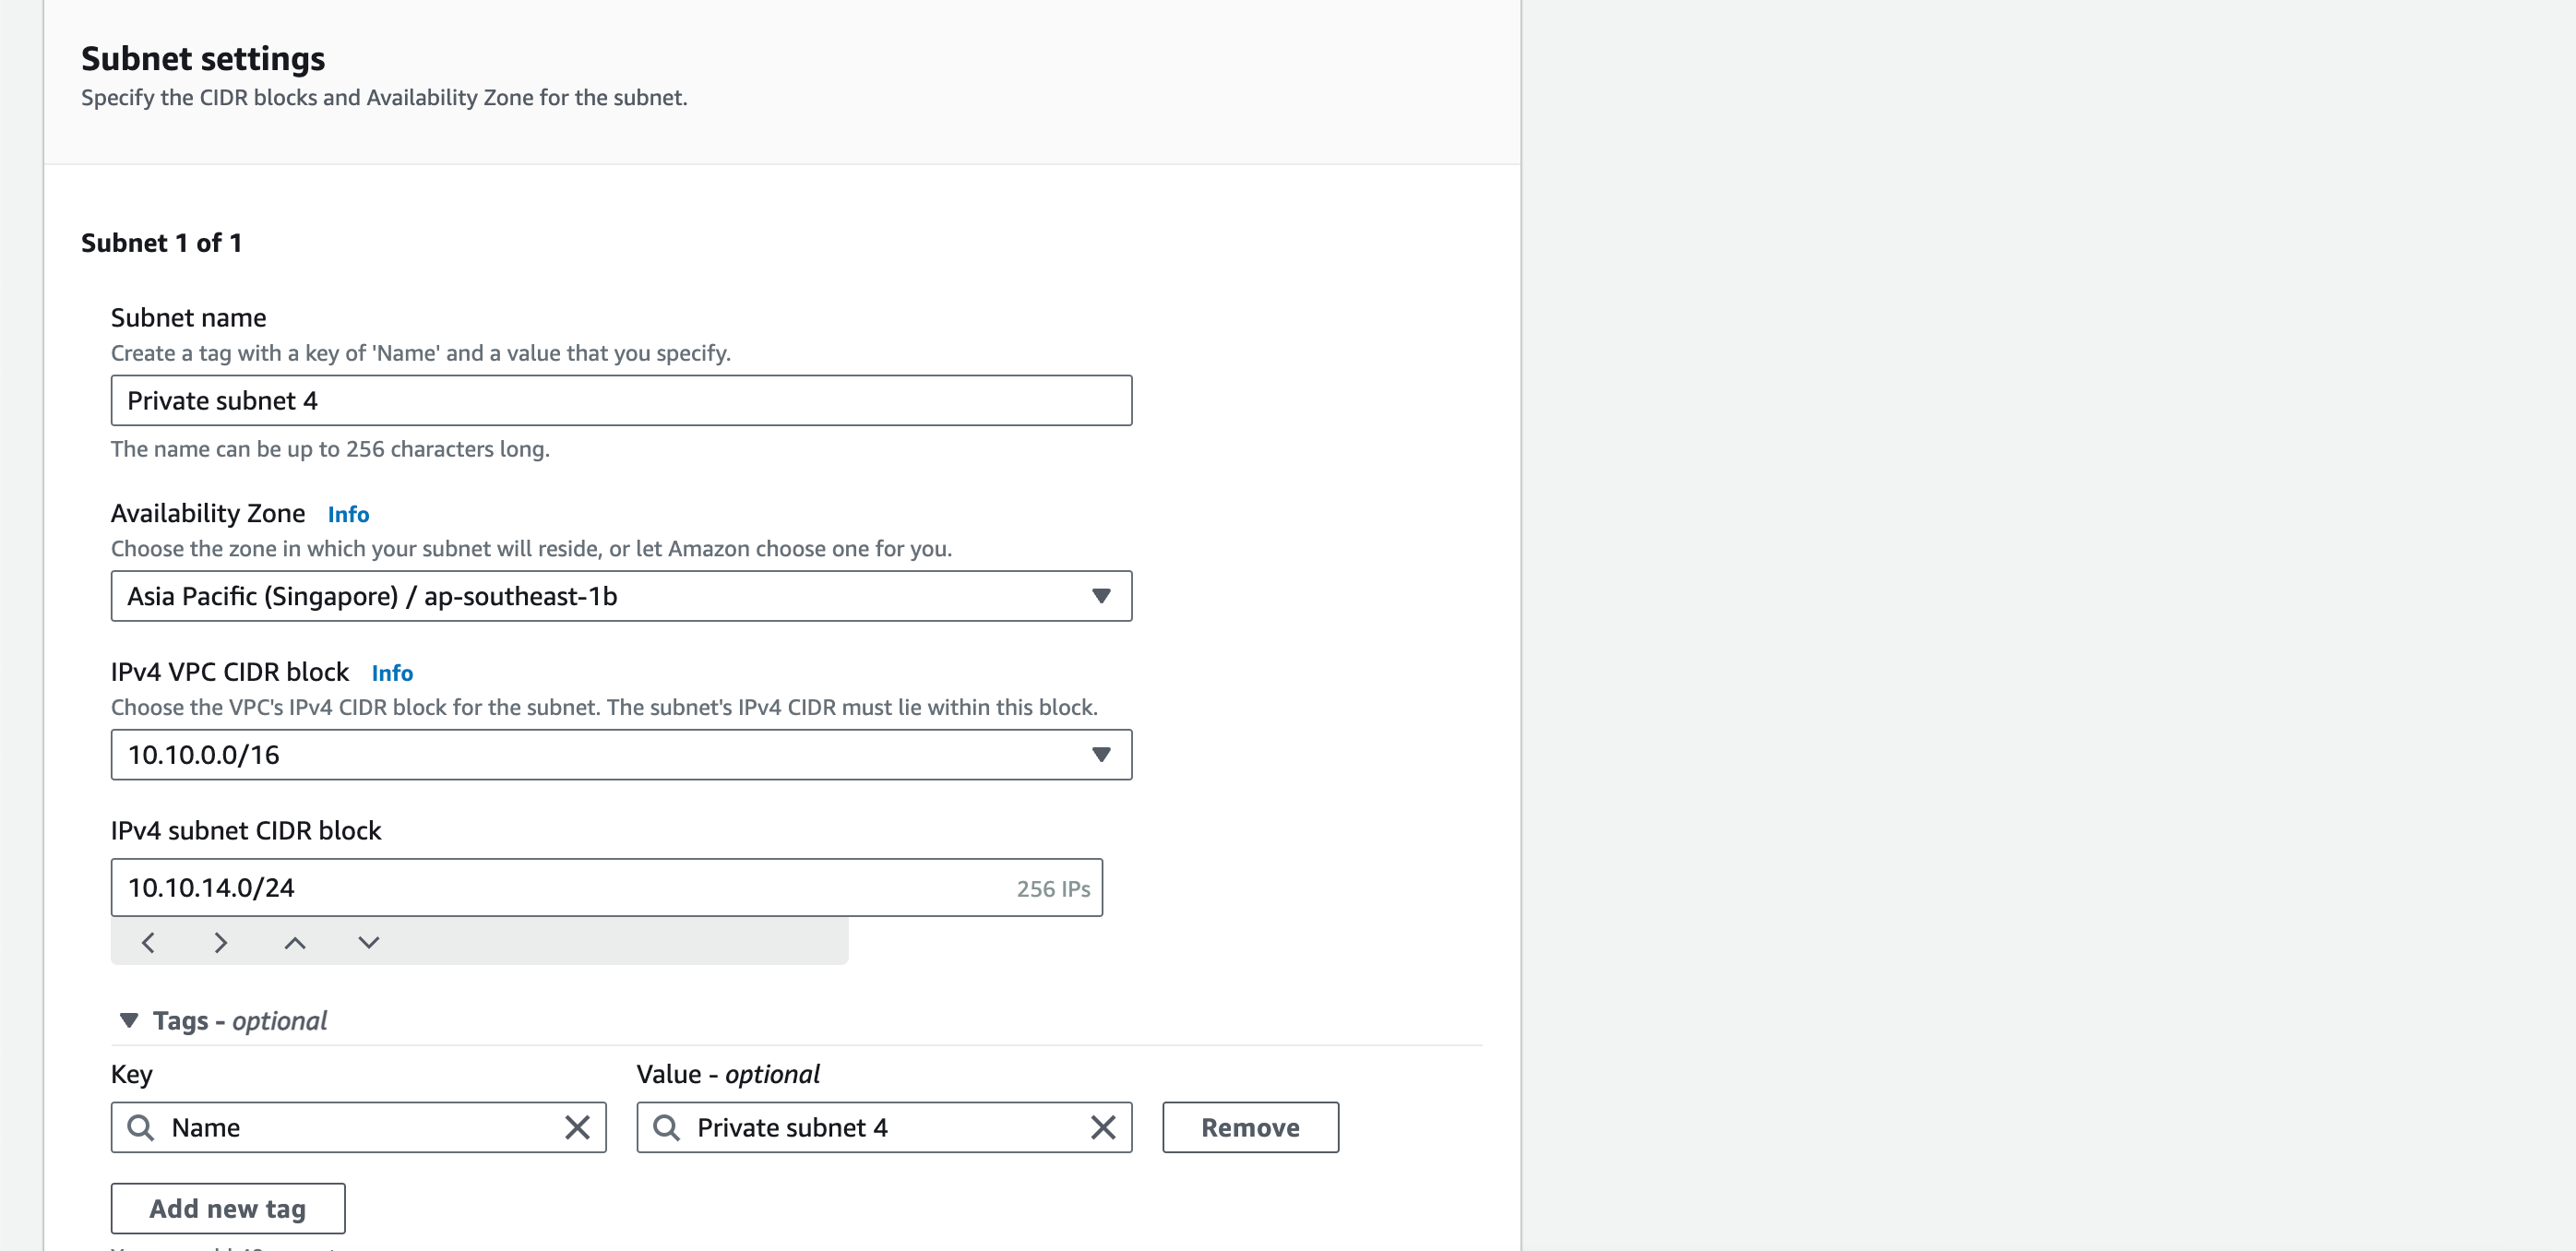 Subnet settings
Specify the CIDR blocks and Availability Zone for the subnet.
Subnet 1 of 1
Subnet name
Create a tag with a key of 'Name' and a value that you specify.
Private subnet 4
The name can be up to 256 characters long.
Availability Zone Info
Choose the zone in which your subnet will reside, or let Amazon choose one for you.
Asia Pacific (Singapore) / ap-southeast-1b
IPv4 VPC CIDR block Info
Choose the VPC's IPv4 CIDR block for the subnet. The subnet's IPv4 CIDR must lie within this block.
10.10.0.0/16
IPv4 subnet CIDR block
10.10.14.0/24 256 IPs
Tags - optional
Key Value - optional
Name Private subnet 4 Remove
Add new tag